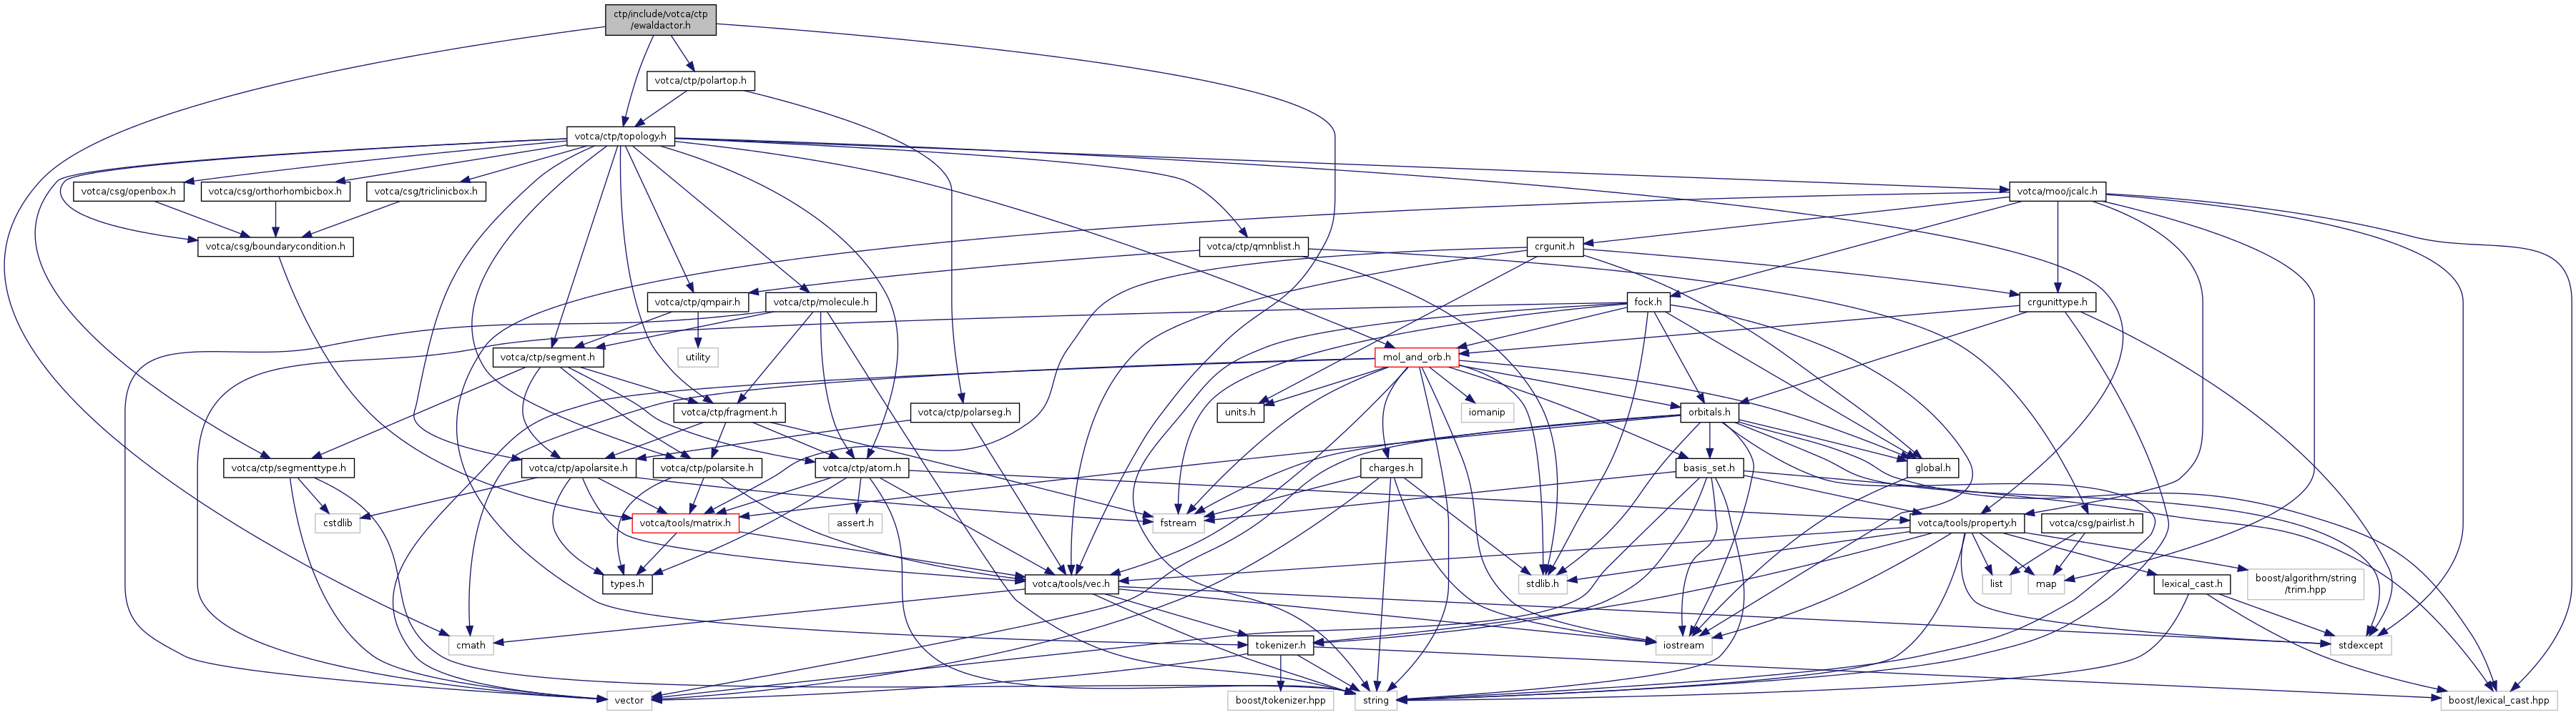 ctp/include/votca/ctp
/ewaldactor.h
votca/ctp/polartop.h
votca/ctp/topology.h
votca/csg/openbox.h
votca/csg/orthorhombicbox.h
votca/csg/triclinicbox.h
votca/moo/jcalc.h
votca/csg/boundarycondition.h
votca/ctp/qmnblist.h
crgunit.h
votca/ctp/qmpair.h
votca/ctp/molecule.h
fock.h
crgunittype.h
votca/ctp/segment.h
utility
mol_and_orb.h
votca/ctp/fragment.h
votca/ctp/polarseg.h
units.h
iomanip
orbitals.h
votca/ctp/segmenttype.h
votca/ctp/apolarsite.h
votca/ctp/polarsite.h
votca/ctp/atom.h
charges.h
basis_set.h
global.h
cstdlib
votca/tools/matrix.h
assert.h
fstream
votca/tools/property.h
votca/csg/pairlist.h
types.h
votca/tools/vec.h
stdlib.h
list
map
lexical_cast.h
boost/algorithm/string
/trim.hpp
cmath
tokenizer.h
iostream
stdexcept
vector
boost/tokenizer.hpp
string
boost/lexical_cast.hpp